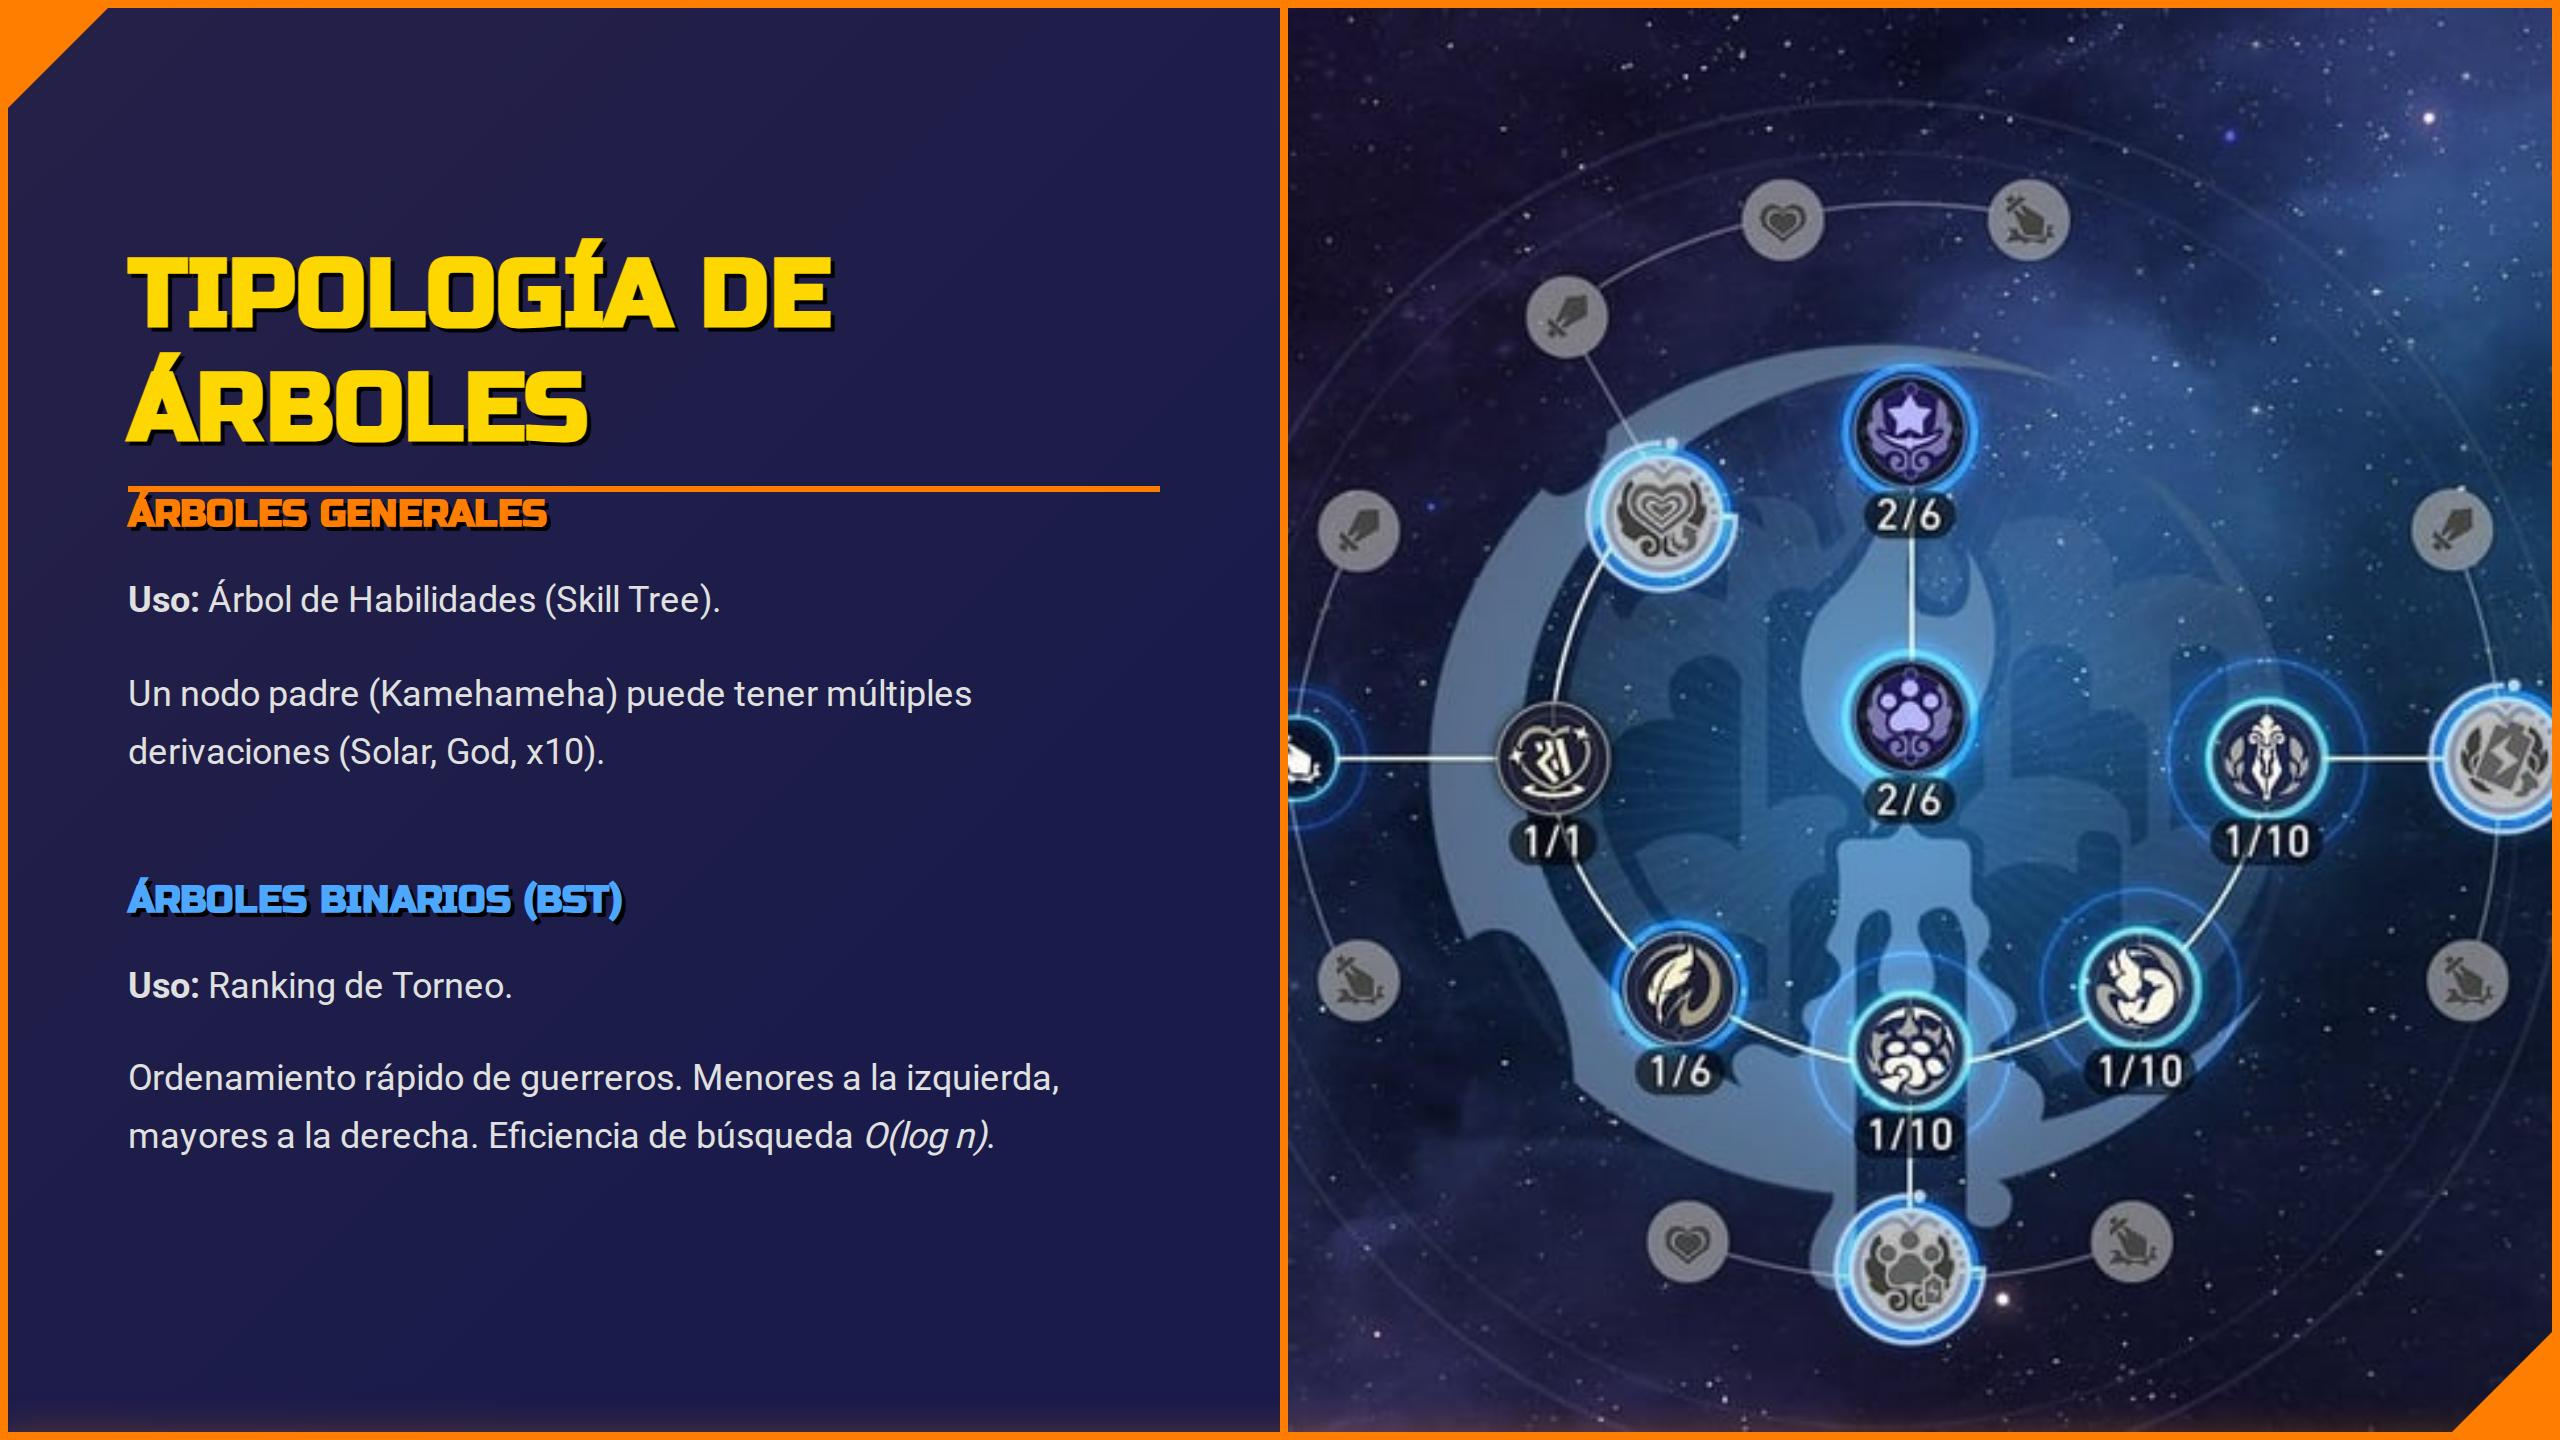 TIPOLOGÍA DE
ÁRBOLES
ÁRBOLES GENERALES
Uso: Árbol de Habilidades (Skill Tree).
Un nodo padre (Kamehameha) puede tener múltiples
derivaciones (Solar, God, x10).
ÁRBOLES BINARIOS (BST)
Uso: Ranking de Torneo.
Ordenamiento rápido de guerreros. Menores a la izquierda,
mayores a la derecha. Eficiencia de búsqueda O(log n).
2/6
2/6
1/1
1/10
1/6
1/10
1/10